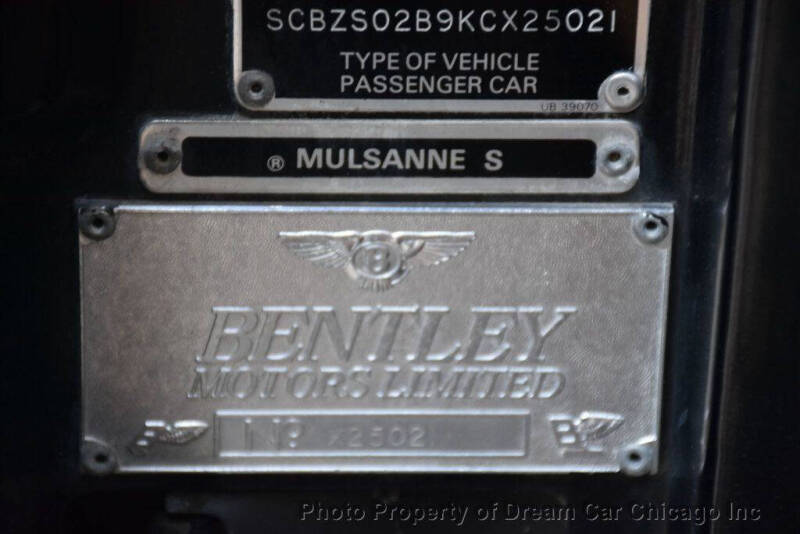 SCBZS02B9KCX25021
TYPE OF VEHICLE
PASSENGER CAR
UB 39070
® MULSANNE S
B
BENTLEY
MOTORS LIMITED
B B
Nº X25021
Photo Property of Dream Car Chicago Inc